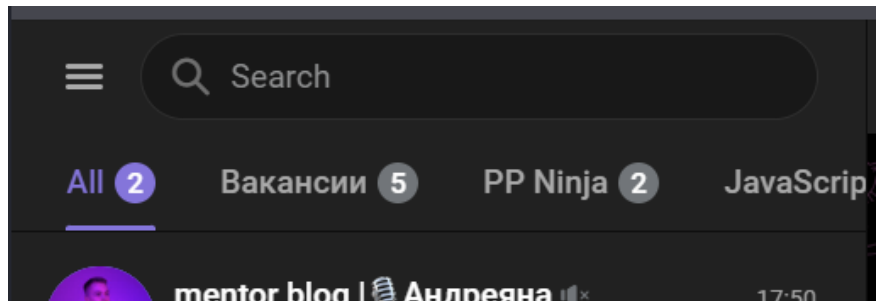 Search
All 2 Вакансии 5 PP Ninja 2 JavaScrip
mentor blog | Андреяна 17:50